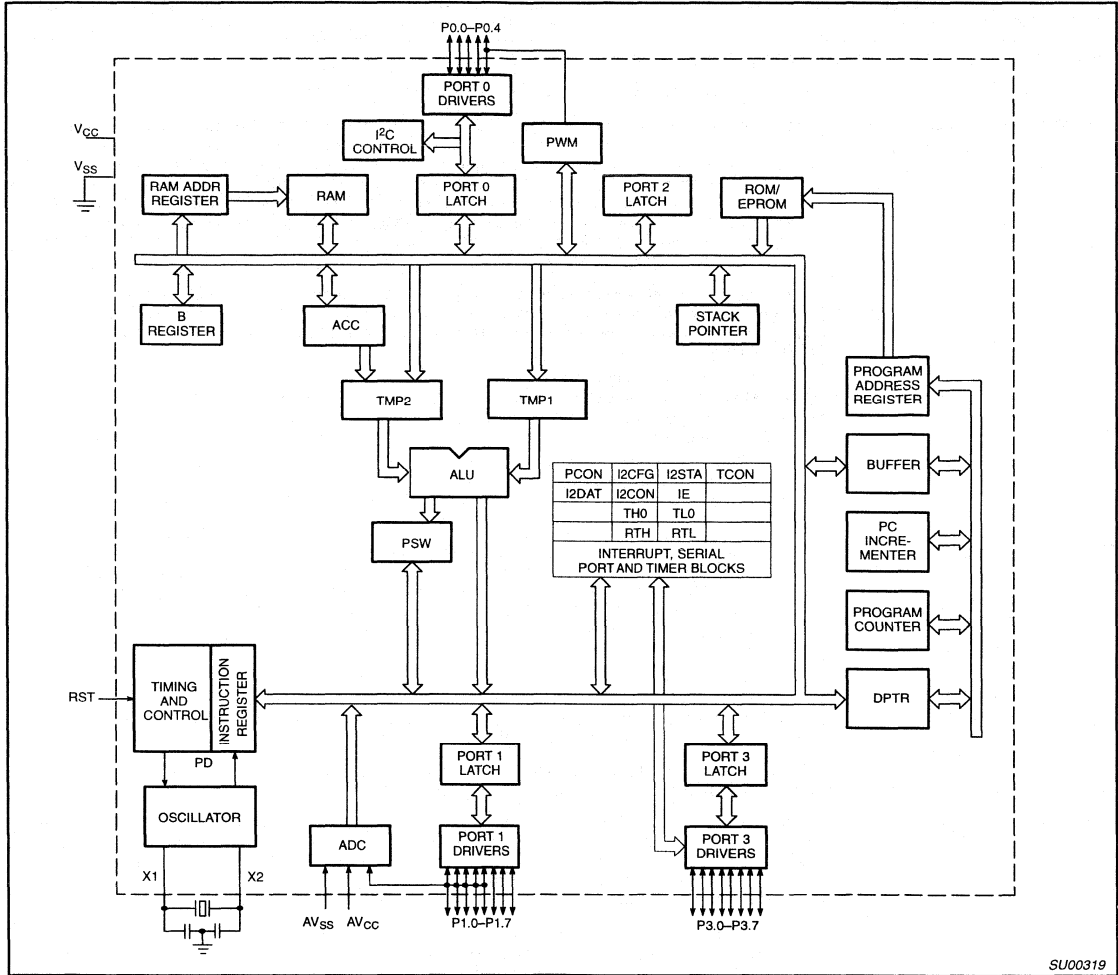 P0.0–P0.4
PORT 0
DRIVERS
VCC
I2C
CONTROL
PWM
VSS
RAM ADDR
REGISTER
RAM
PORT 0
LATCH
PORT 2
LATCH
ROM/
EPROM
B
REGISTER
ACC
STACK
POINTER
TMP2
TMP1
PROGRAM
ADDRESS
REGISTER
ALU
BUFFER
PCON I2CFG I2STA TCON
I2DAT I2CON IE
TH0 TL0
RTH RTL
INTERRUPT, SERIAL
PORT AND TIMER BLOCKS
PSW
PC
INCRE-
MENTER
PROGRAM
COUNTER
RST
TIMING
AND
CONTROL
INSTRUCTION
REGISTER
DPTR
PD
PORT 1
LATCH
PORT 3
LATCH
OSCILLATOR
ADC
PORT 1
DRIVERS
PORT 3
DRIVERS
X1
X2
AVSS
AVCC
P1.0–P1.7
P3.0–P3.7
SU00319